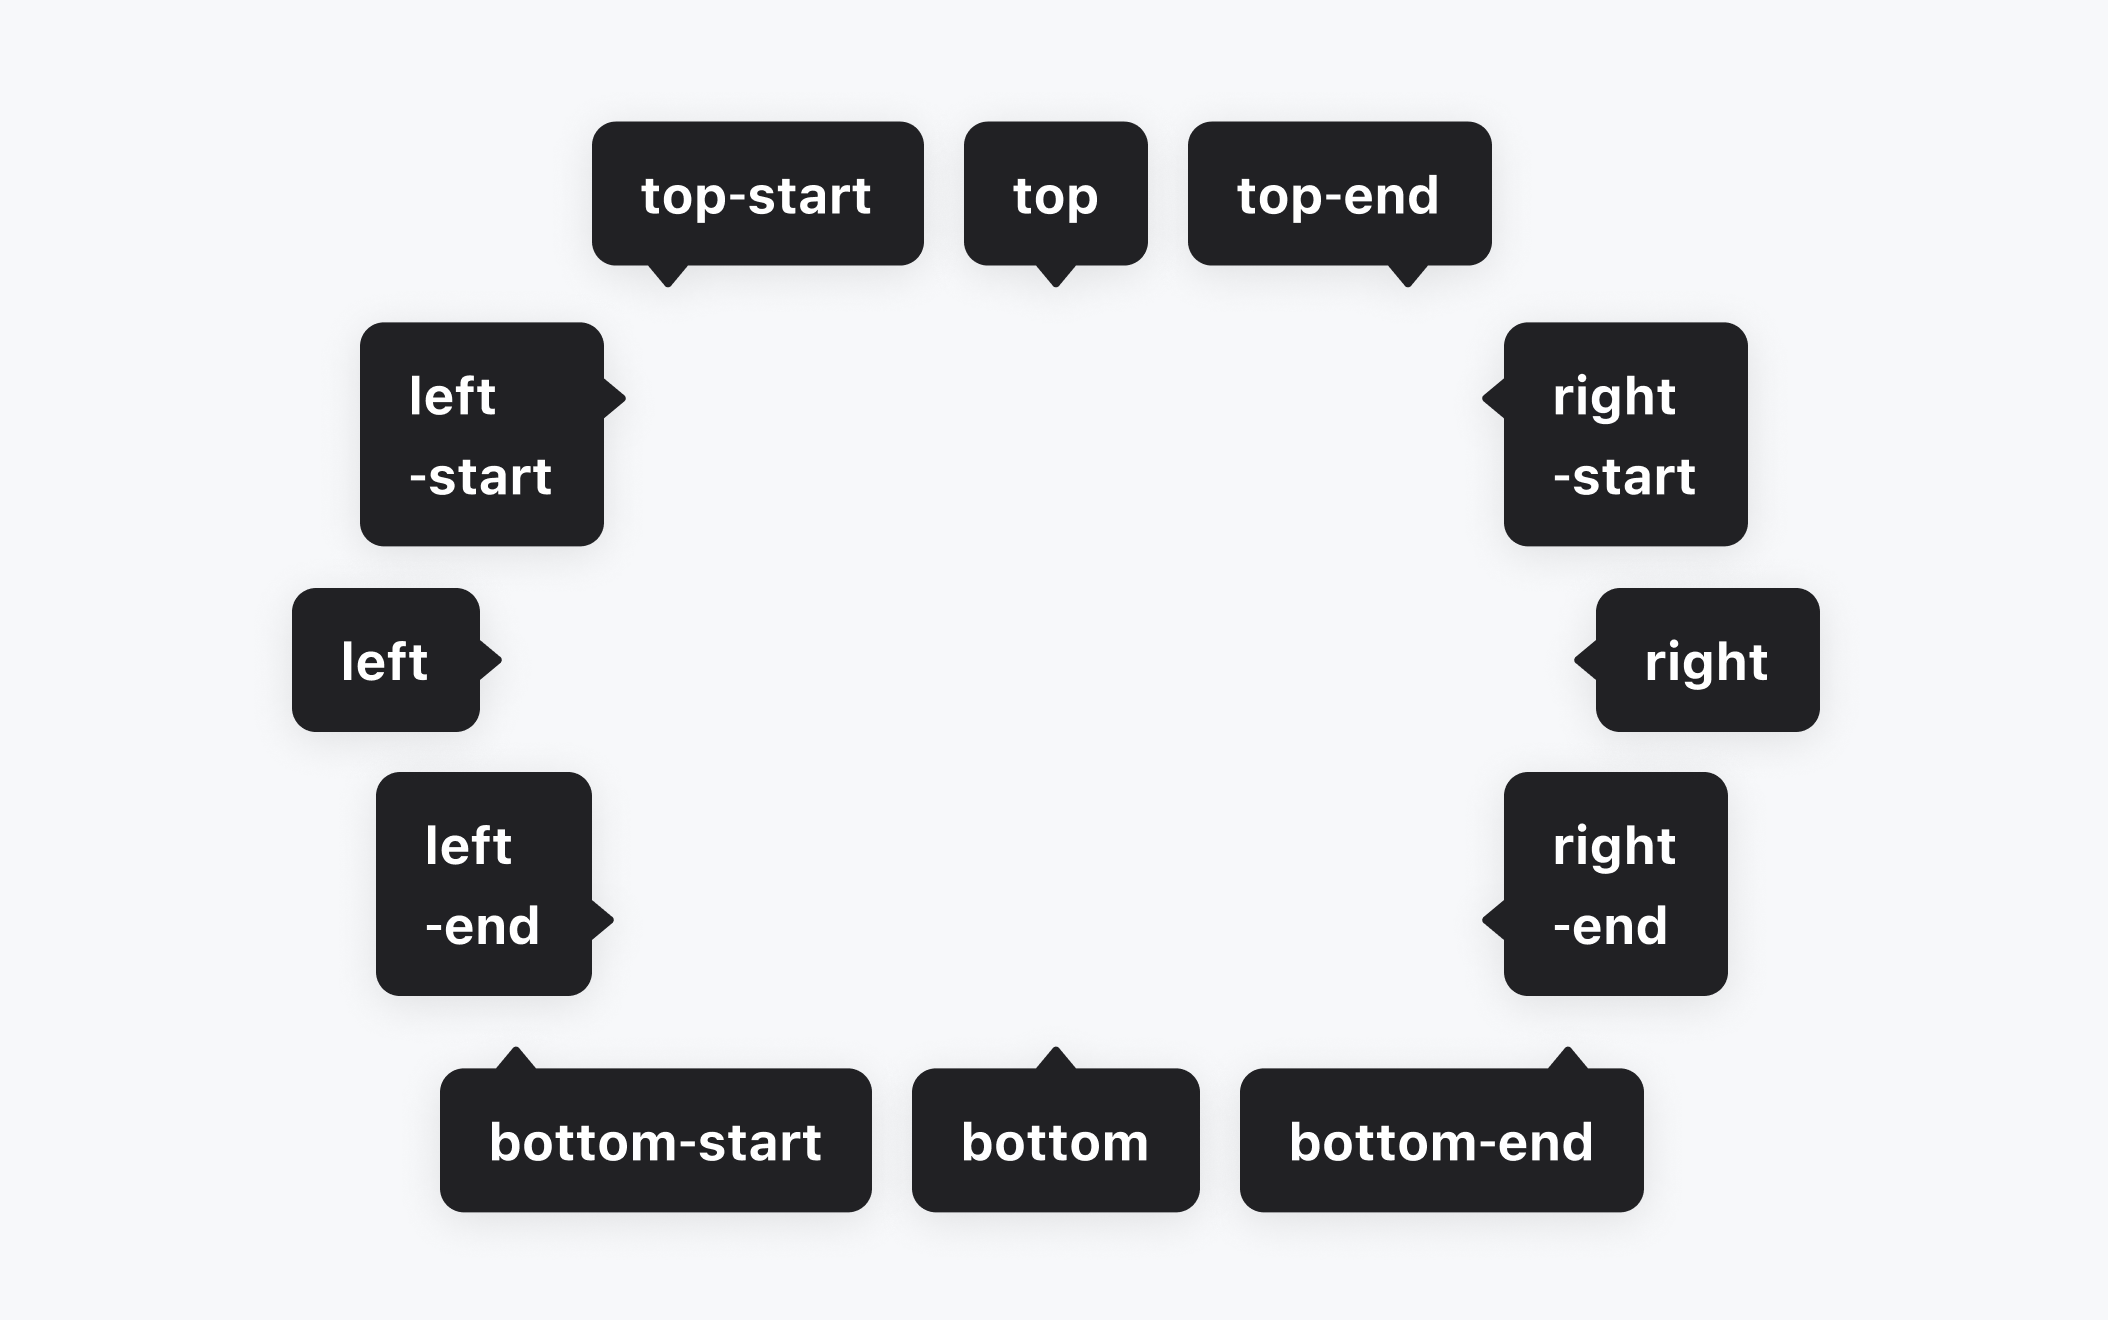 top-start
top
top-end
left
-start
right
-start
left
right
left
-end
right
-end
bottom-start
bottom
bottom-end